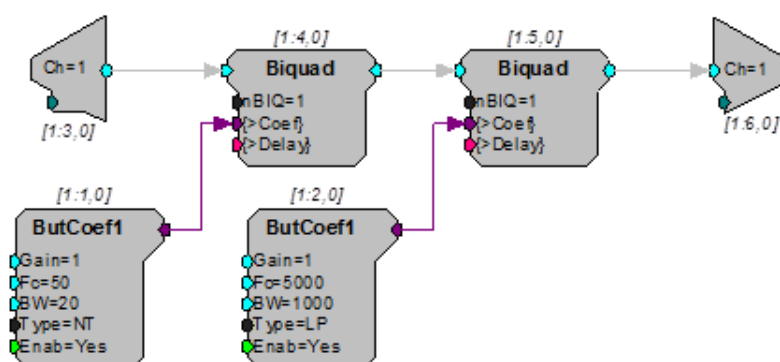 [1:4,0]
[1:5,0]
Ch=1
Biquad
Biquad
Ch=1
nBIQ=1
nBIQ=1
{>Coef}
{>Coef}
{>Delay}
{>Delay}
[1:3,0]
[1:6,0]
[1:1,0]
[1:2,0]
ButCoef1
ButCoef1
Gain=1
Gain=1
Fc=50
Fc=5000
BW=20
BW=1000
Type=NT
Type=LP
Enab=Yes
Enab=Yes